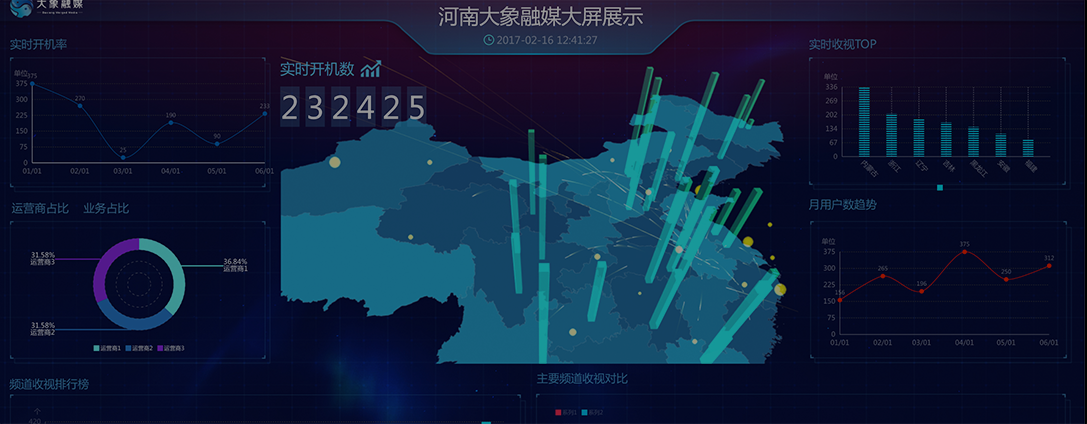 大象融媒
河南大象融媒大屏展示
2017-02-16 12:41:27
实时开机率
单位
375
300
225
150
75
0
375
270
25
190
90
233
01/01
02/01
03/01
04/01
05/01
06/01
实时开机数
232425
实时收视TOP
单位
336
269
202
134
67
0
内蒙古
浙江
辽宁
吉林
黑龙江
安徽
福建
运营商占比 业务占比
31.58%
运营商3
36.84%
运营商1
31.58%
运营商2
运营商1 运营商2 运营商3
月用户数趋势
单位
375
300
225
150
75
0
156
265
196
375
250
312
01/01
02/01
03/01
04/01
05/01
06/01
频道收视排行榜
个
420
主要频道收视对比
系列1 系列2